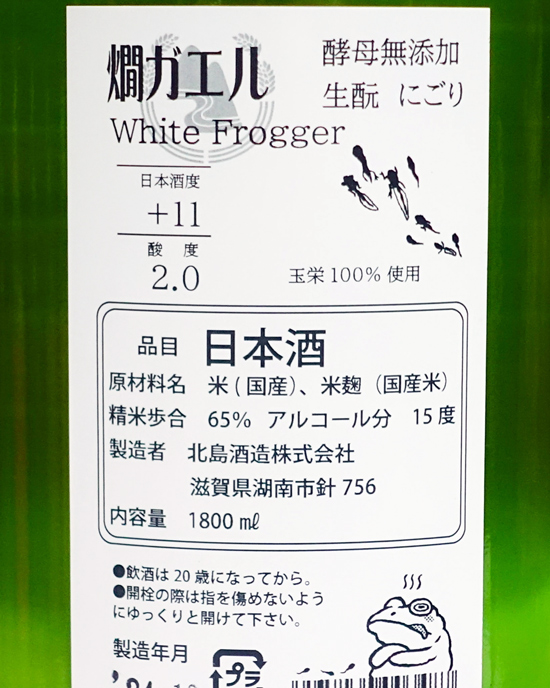 燗ガエル
酵母無添加
生酛 にごり
White Frogger
日本酒度
+11
酸 度
2.0
玉栄100%使用
品目 日本酒
原材料名 米(国産)、米麹(国産米)
精米歩合 65% アルコール分 15度
製造者 北島酒造株式会社
滋賀県湖南市針756
内容量 1800㎖
●飲酒は20歳になってから。
●開栓の際は指を傷めないよう
にゆっくりと開けて下さい。
製造年月
プラ